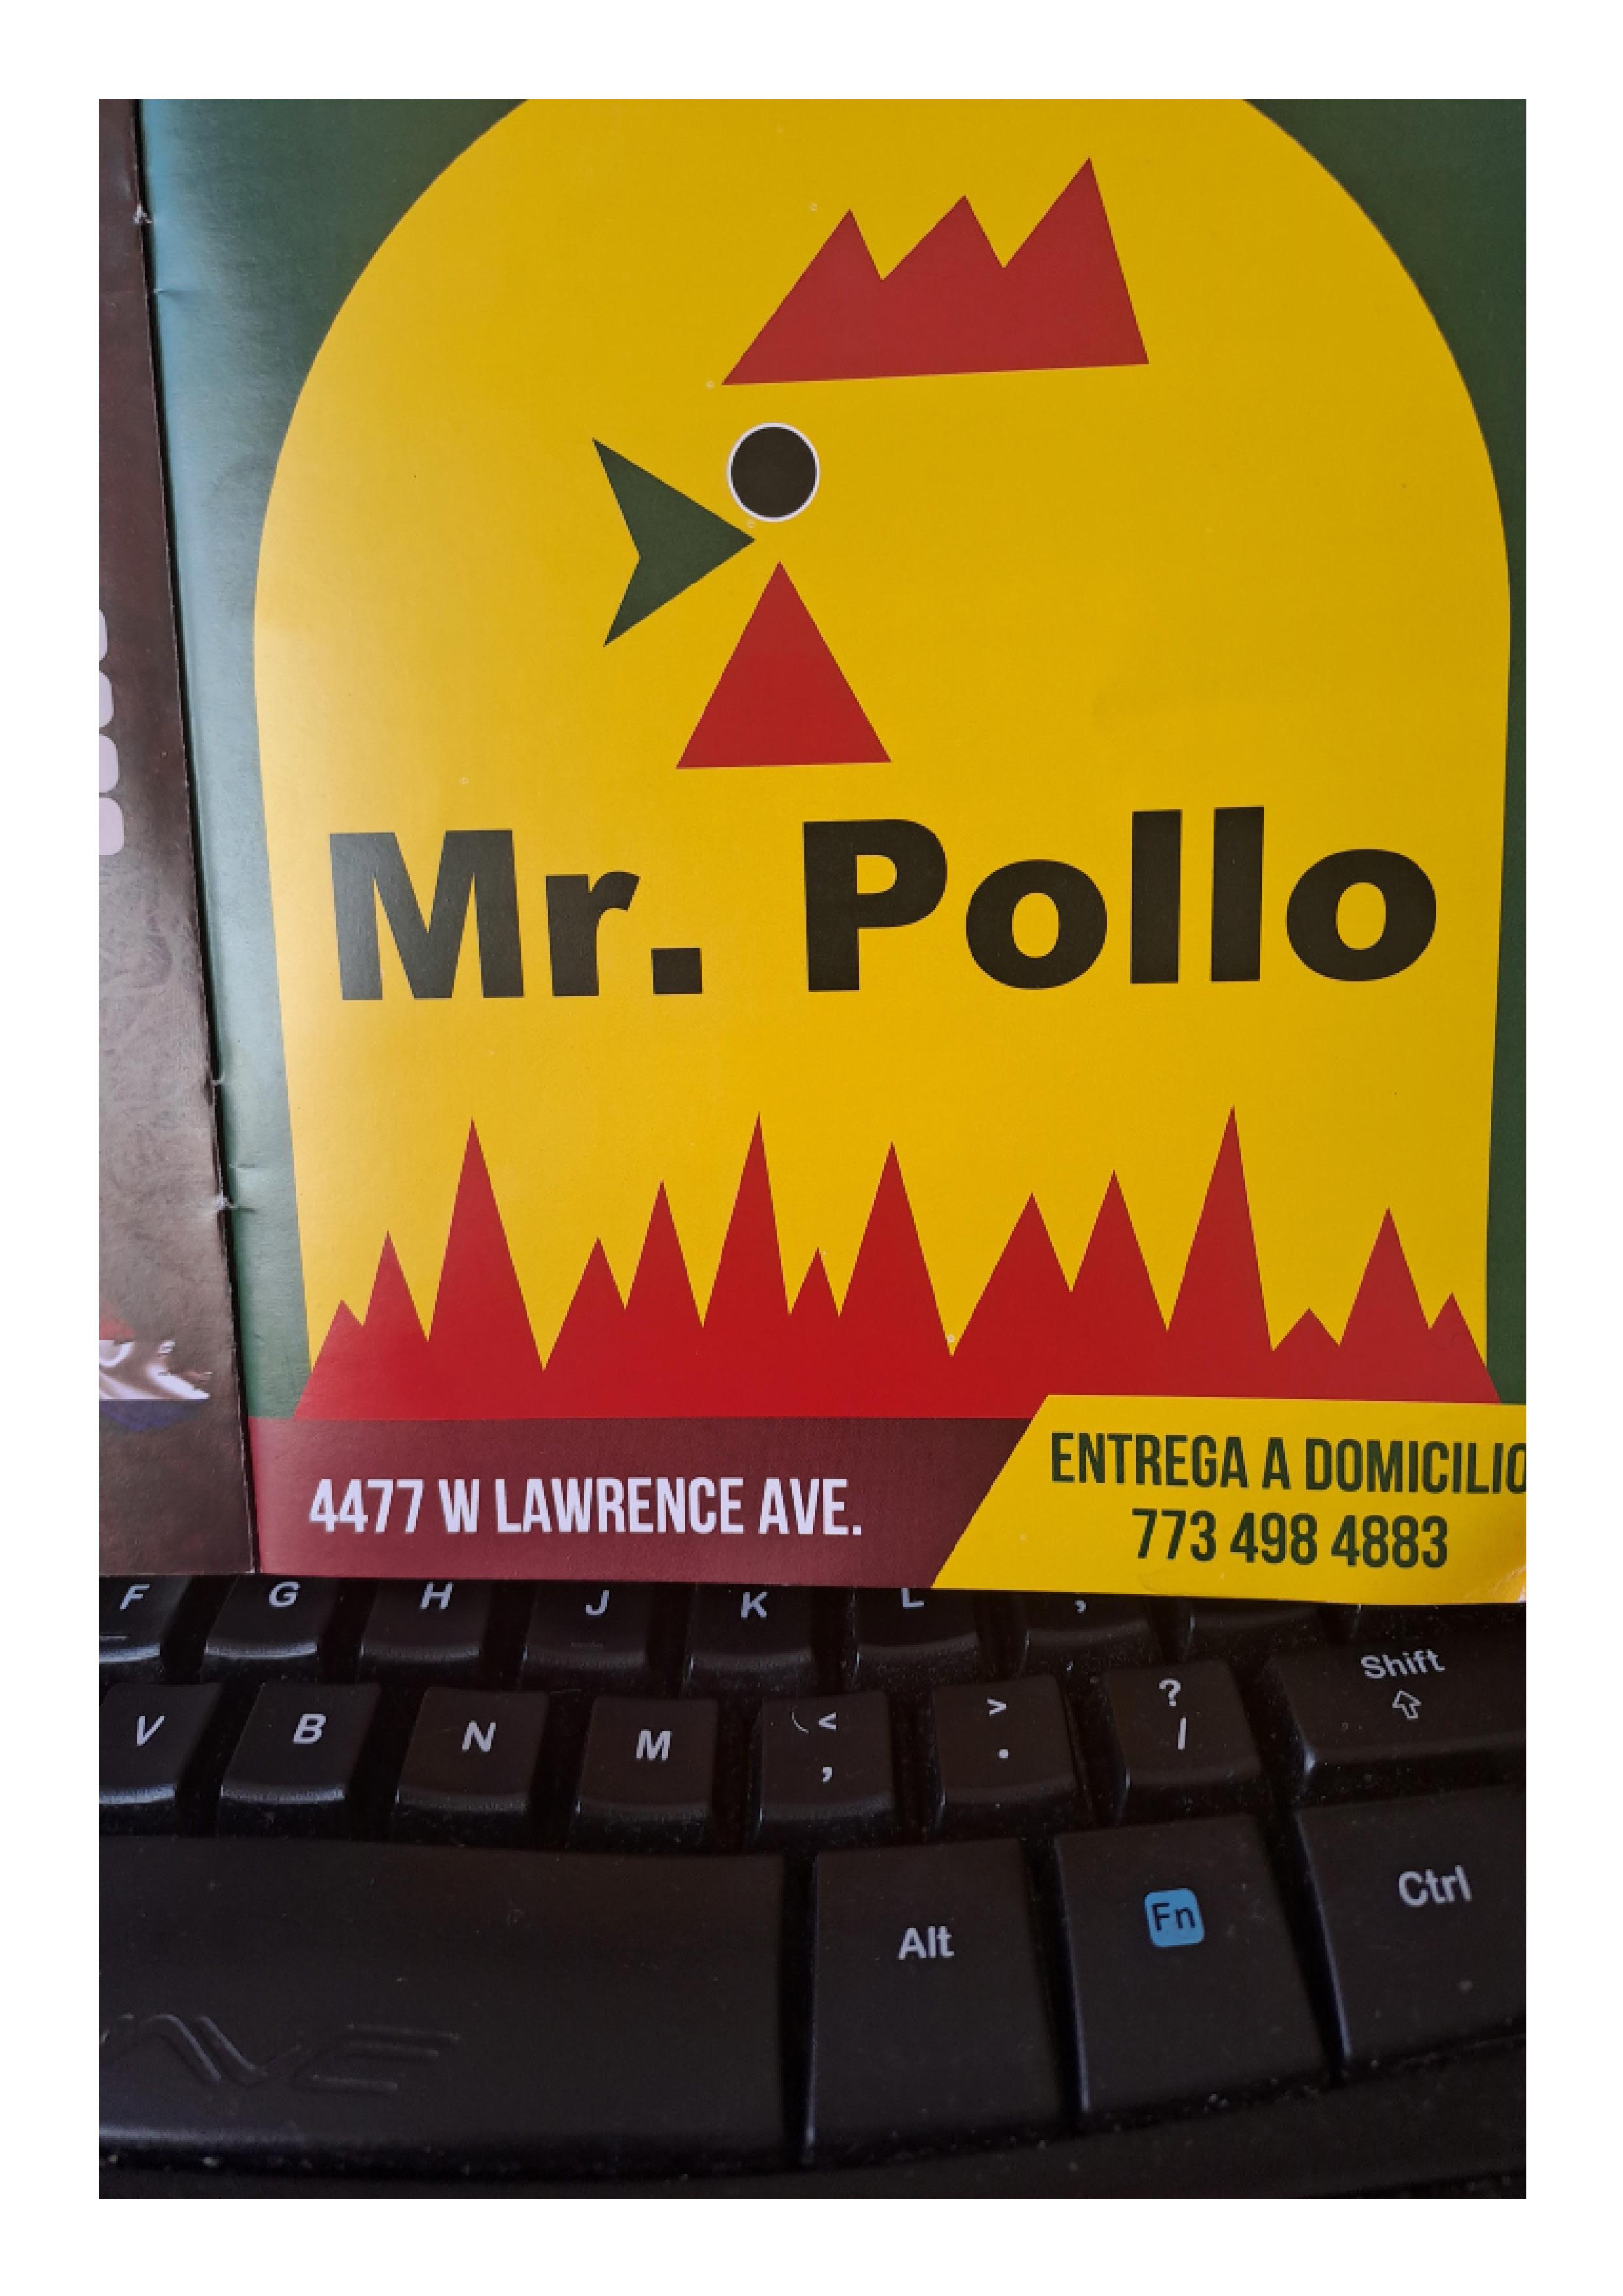 Mr. Pollo
4477 W LAWRENCE AVE.
ENTREGA A DOMICILIO
773 498 4883
F G H J K L ;
V B N M < , > . ? / Shift
Alt Fn Ctrl